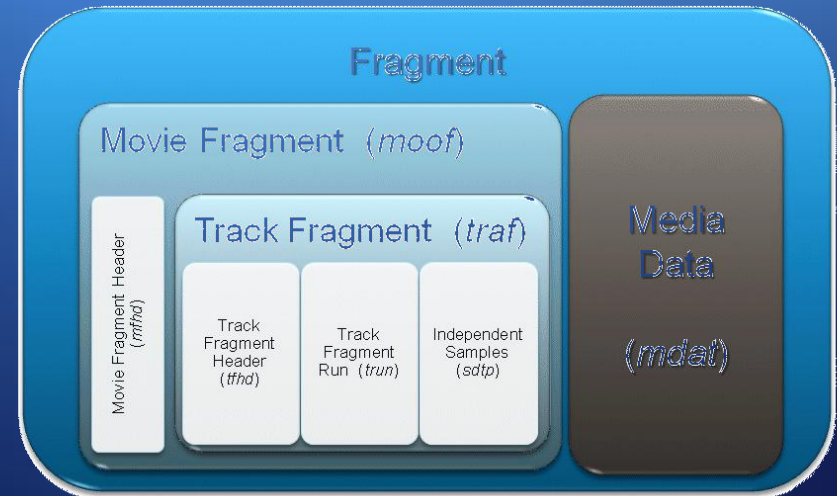 Fragment
Movie Fragment (moof)
Movie Fragment Header
(mfhd)
Track Fragment (traf)
Track
Fragment
Header
(tfhd)
Track
Fragment
Run (trun)
Independent
Samples
(sdtp)
Media
Data
(mdat)